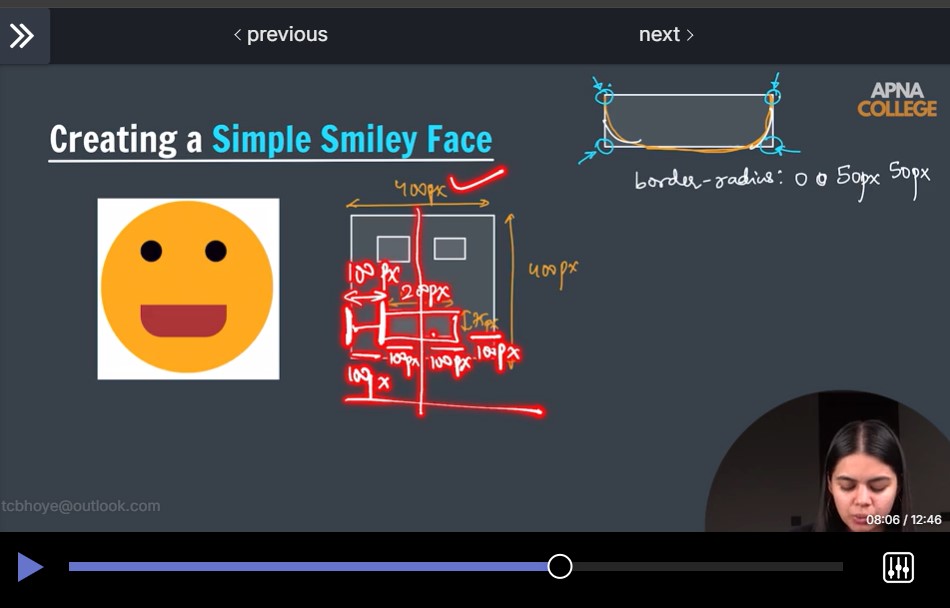 ‹ previous
next ›
Creating a Simple Smiley Face
APNA
COLLEGE
400px
400px
100px
200px
75px
100px
100px
100px
100px
border-radius: 0 0 50px 50px
tcbhoye@outlook.com
08:06 / 12:46